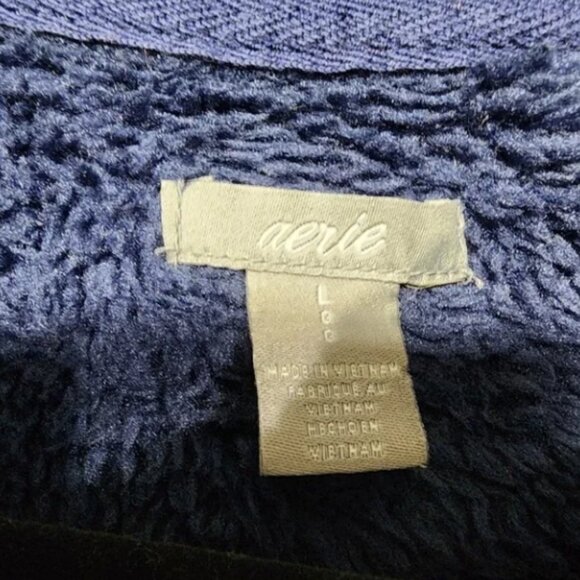 aerie
L
G
G
MADE IN VIETNAM
FABRIQUE AU
VIETNAM
HECHO EN
VIETNAM